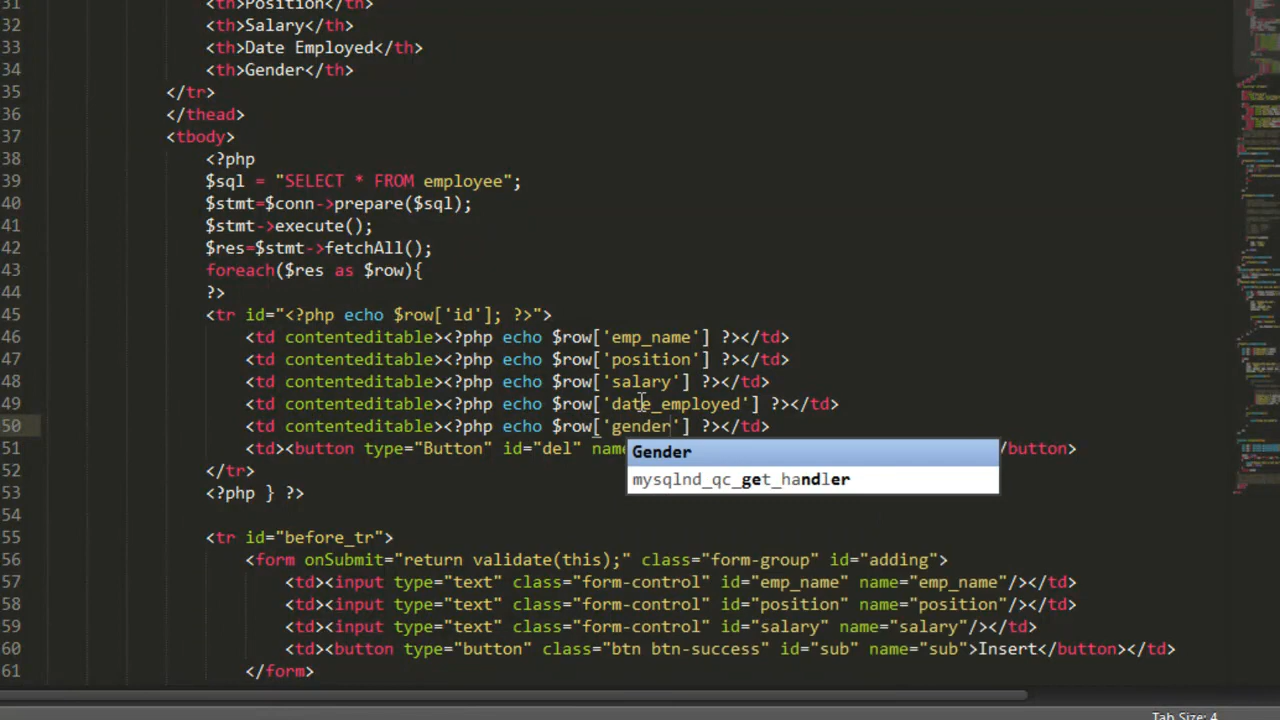 31 <th>Position</th>
32 <th>Salary</th>
33 <th>Date Employed</th>
34 <th>Gender</th>
35 </tr>
36 </thead>
37 <tbody>
38 <?php
39 $sql = "SELECT * FROM employee";
40 $stmt=$conn->prepare($sql);
41 $stmt->execute();
42 $res=$stmt->fetchAll();
43 foreach($res as $row){
44 ?>
45 <tr id="<?php echo $row['id']; ?>">
46 <td contenteditable><?php echo $row['emp_name'] ?></td>
47 <td contenteditable><?php echo $row['position'] ?></td>
48 <td contenteditable><?php echo $row['salary'] ?></td>
49 <td contenteditable><?php echo $row['date_employed'] ?></td>
50 <td contenteditable><?php echo $row['gender'] ?></td>
51 <td><button type="Button" id="del" name /button>
Gender
mysqlnd_qc_get_handler
52 </tr>
53 <?php } ?>
54
55 <tr id="before_tr">
56 <form onSubmit="return validate(this);" class="form-group" id="adding">
57 <td><input type="text" class="form-control" id="emp_name" name="emp_name"/></td>
58 <td><input type="text" class="form-control" id="position" name="position"/></td>
59 <td><input type="text" class="form-control" id="salary" name="salary"/></td>
60 <td><button type="button" class="btn btn-success" id="sub" name="sub">Insert</button></td>
61 </form>
Tab Size: 4